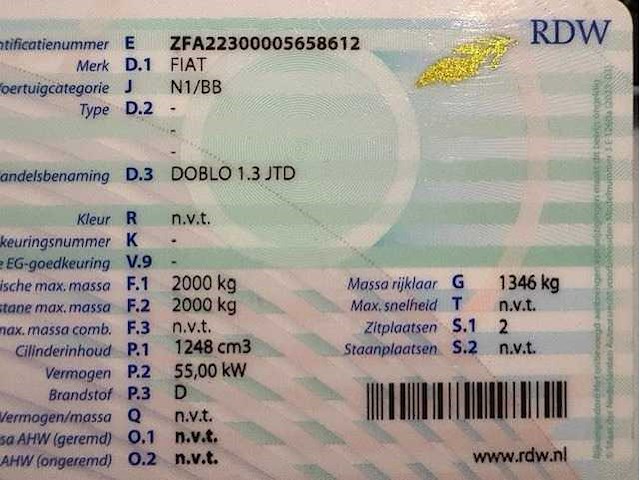 RDW
ntificatienummer E ZFA22300005658612
Merk D.1 FIAT
oertuigcategorie J N1/BB
Type D.2 -
-
-
andelsbenaming D.3 DOBLO 1.3 JTD
Kleur R n.v.t.
keuringsnummer K -
e EG-goedkeuring V.9 -
ische max. massa F.1 2000 kg Massa rijklaar G 1346 kg
stane max. massa F.2 2000 kg Max. snelheid T n.v.t.
max. massa comb. F.3 n.v.t. Zitplaatsen S.1 2
Cilinderinhoud P.1 1248 cm3 Staanplaatsen S.2 n.v.t.
Vermogen P.2 55,00 kW
Brandstof P.3 D
Vermogen/massa Q n.v.t.
sa AHW (geremd) O.1 n.v.t.
AHW (ongeremd) O.2 n.v.t.
www.rdw.nl